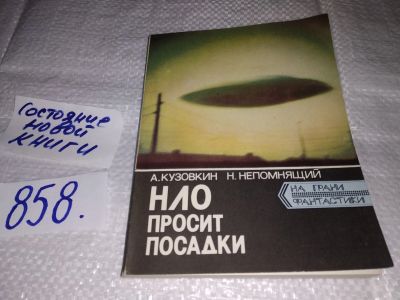 Состояние
новой
книги
858.
А.КУЗОВКИН Н.НЕПОМНЯЩИЙ
НЛО
ПРОСИТ
ПОСАДКИ
НА ГРАНИ
ФАНТАСТИКИ